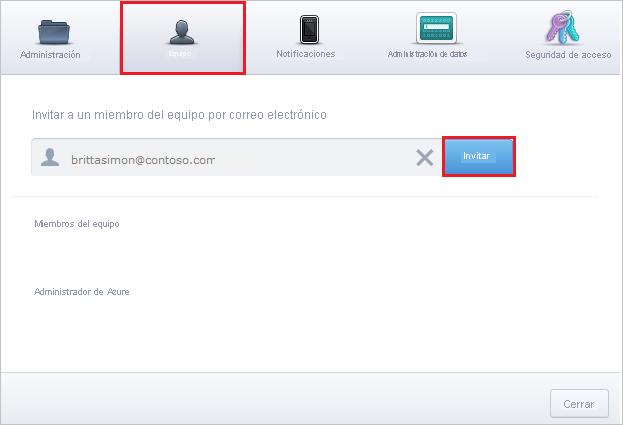 Administración
Equipo
Notificaciones
Administración de datos
Seguridad de acceso
Invitar a un miembro del equipo por correo electrónico
brittasimon@contoso.com
Invitar
Miembros del equipo
Administrador de Azure
Cerrar